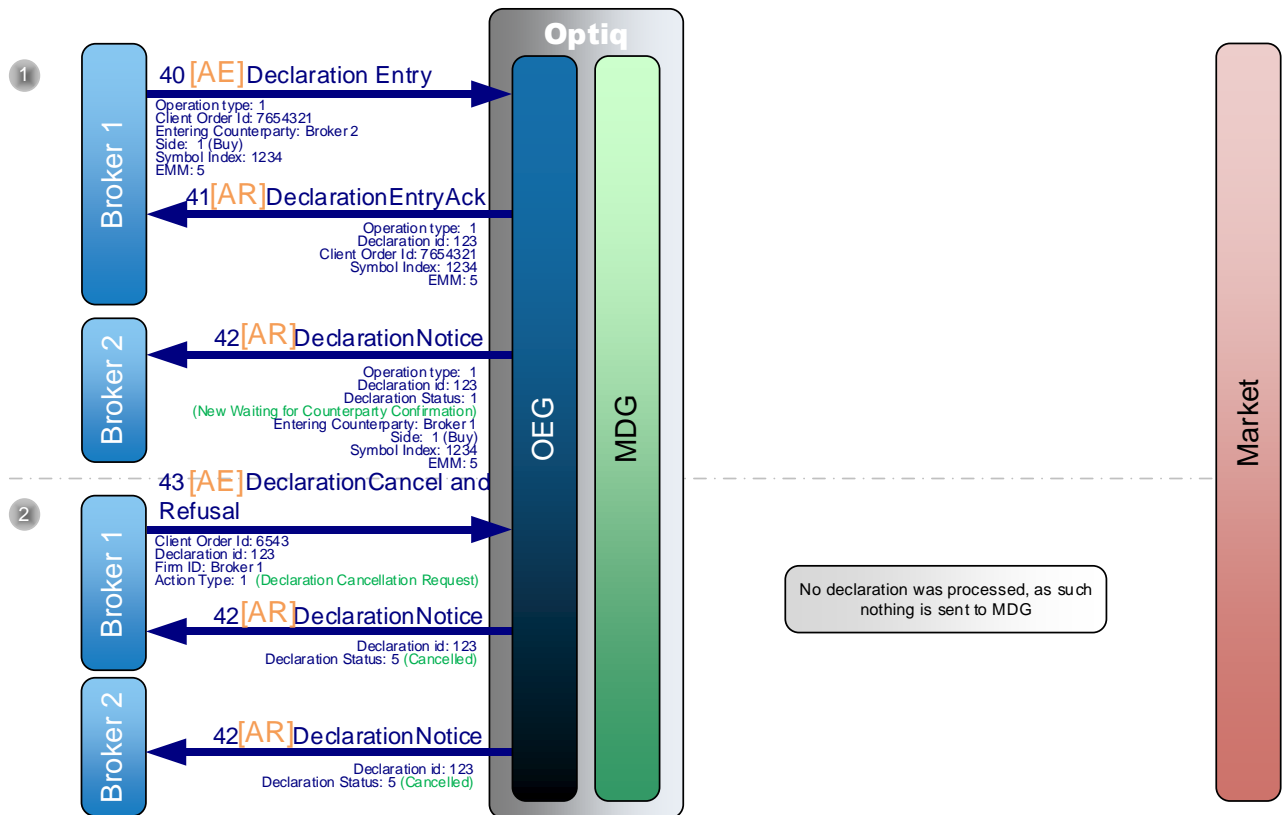 Optiq
1
40 [AE] Declaration Entry
Operation type: 1
Client Order Id: 7654321
Entering Counterparty: Broker 2
Side: 1 (Buy)
Symbol Index: 1234
EMM: 5
Broker 1
41 [AR] DeclarationEntryAck
Operation type: 1
Declaration id: 123
Client Order Id: 7654321
Symbol Index: 1234
EMM: 5
Broker 2
42 [AR] DeclarationNotice
Operation type: 1
Declaration id: 123
Declaration Status: 1
(New Waiting for Counterparty Confirmation)
Entering Counterparty: Broker 1
Side: 1 (Buy)
Symbol Index: 1234
EMM: 5
OEG
MDG
Market
2
43 [AE] DeclarationCancel and
Refusal
Client Order Id: 6543
Declaration id: 123
Firm ID: Broker 1
Action Type: 1 (Declaration Cancellation Request)
Broker 1
42 [AR] DeclarationNotice
Declaration id: 123
Declaration Status: 5 (Cancelled)
No declaration was processed, as such
nothing is sent to MDG
Broker 2
42 [AR] DeclarationNotice
Declaration id: 123
Declaration Status: 5 (Cancelled)